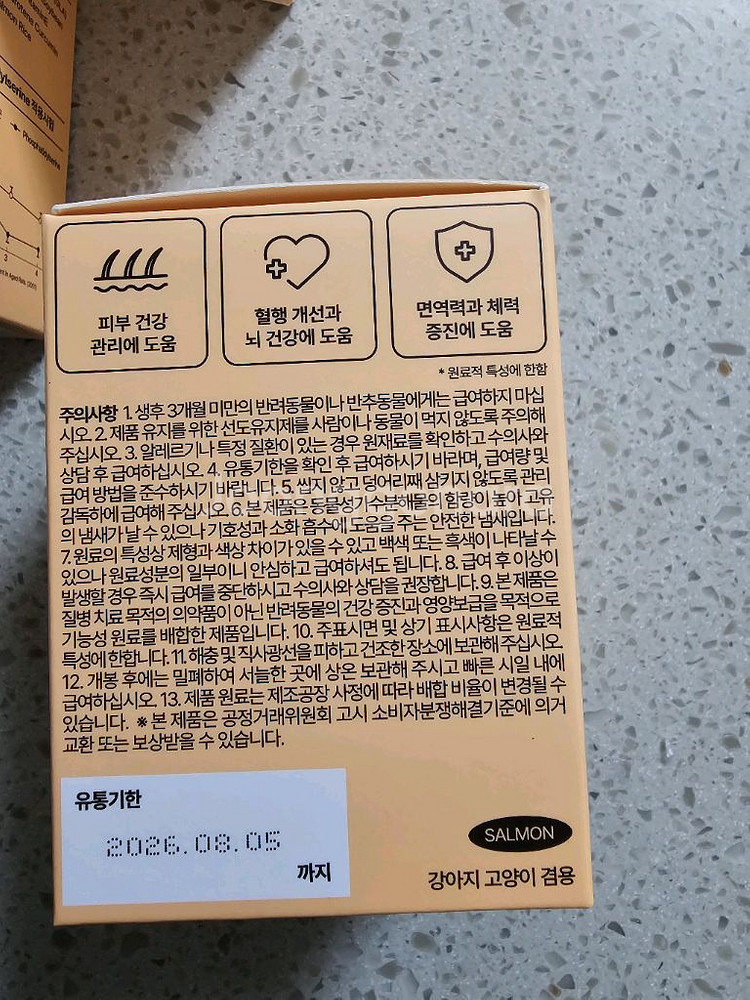 Salmon Rice
적광시럽
Phosphatidylserine
3
4
피부 건강
관리에 도움
혈행 개선과
뇌 건강에 도움
면역력과 체력
증진에 도움
* 원료적 특성에 한함
주의사항 1. 생후 3개월 미만의 반려동물이나 반추동물에게는 급여하지 마십
시오. 2. 제품 유지를 위한 선도유지제를 사람이나 동물이 먹지 않도록 주의해
주십시오. 3. 알레르기나 특정 질환이 있는 경우 원재료를 확인하고 수의사와
상담 후 급여하십시오. 4. 유통기한을 확인 후 급여하시기 바라며, 급여량 및
급여 방법을 준수하시기 바랍니다. 5. 씹지 않고 덩어리째 삼키지 않도록 관리
감독하에 급여해 주십시오. 6. 본 제품은 동물성가수분해물의 함량이 높아 고유
의 냄새가 날 수 있으나 기호성과 소화 흡수에 도움을 주는 안전한 냄새입니다.
7. 원료의 특성상 제형과 색상 차이가 있을 수 있고 백색 또는 흑색이 나타날 수
있으나 원료성분의 일부이니 안심하고 급여하셔도 됩니다. 8. 급여 후 이상이
발생할 경우 즉시 급여를 중단하시고 수의사와 상담을 권장합니다. 9. 본 제품은
질병 치료 목적의 의약품이 아닌 반려동물의 건강 증진과 영양보급을 목적으로
기능성 원료를 배합한 제품입니다. 10. 주표시면 및 상기 표시사항은 원료적
특성에 한합니다. 11. 해충 및 직사광선을 피하고 건조한 장소에 보관해 주십시오.
12. 개봉 후에는 밀폐하여 서늘한 곳에 상온 보관해 주시고 빠른 시일 내에
급여하십시오. 13. 제품 원료는 제조공장 사정에 따라 배합 비율이 변경될 수
있습니다. ※ 본 제품은 공정거래위원회 고시 소비자분쟁해결기준에 의거
교환 또는 보상받을 수 있습니다.
유통기한
2026.08.05
까지
SALMON
강아지 고양이 겸용